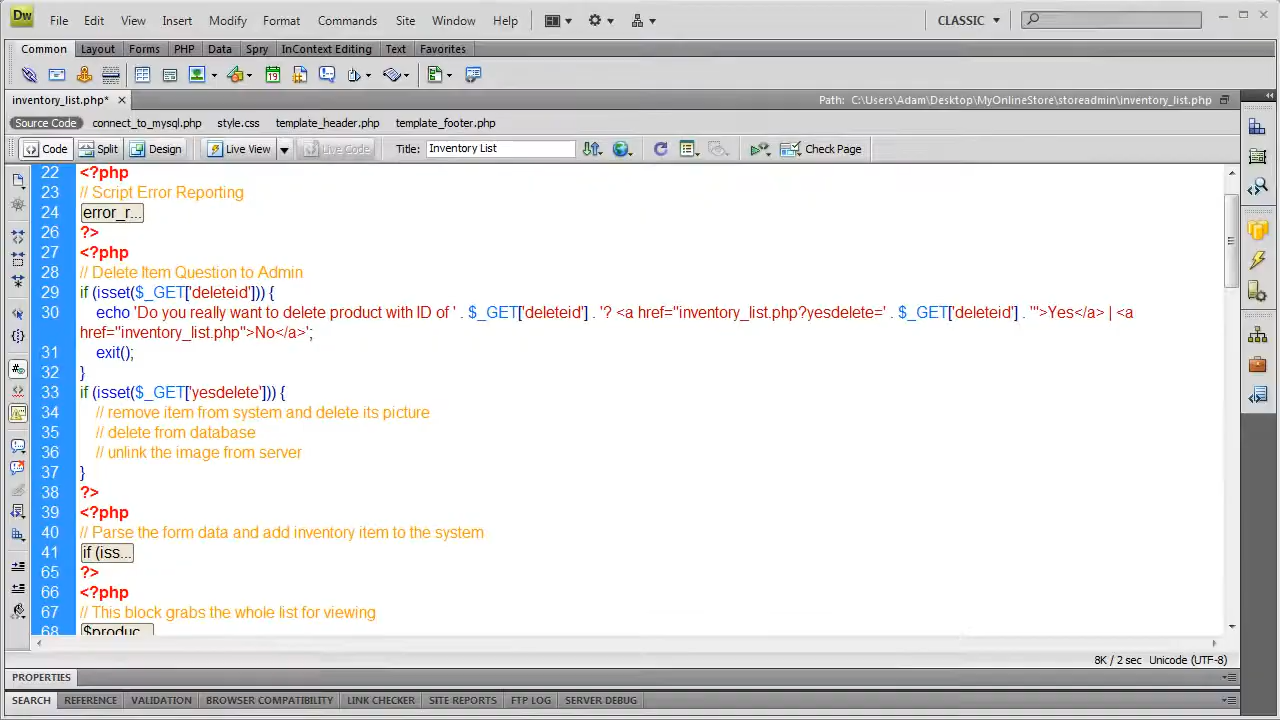 Dw File Edit View Insert Modify Format Commands Site Window Help CLASSIC
Common Layout Forms PHP Data Spry InContext Editing Text Favorites
inventory_list.php* Path: C:\Users\Adam\Desktop\MyOnlineStore\storeadmin\inventory_list.php
Source Code connect_to_mysql.php style.css template_header.php template_footer.php
Code Split Design Live View Live Code Title: Inventory List Check Page
22 <?php
23 // Script Error Reporting
24 error_r...
26 ?>
27 <?php
28 // Delete Item Question to Admin
29 if (isset($_GET['deleteid'])) {
30 echo 'Do you really want to delete product with ID of ' . $_GET['deleteid'] . '? <a href="inventory_list.php?yesdelete=' . $_GET['deleteid'] . '">Yes</a> | <a
href="inventory_list.php">No</a>';
31 exit();
32 }
33 if (isset($_GET['yesdelete'])) {
34 // remove item from system and delete its picture
35 // delete from database
36 // unlink the image from server
37 }
38 ?>
39 <?php
40 // Parse the form data and add inventory item to the system
41 if (iss...
65 ?>
66 <?php
67 // This block grabs the whole list for viewing
68 $produc...
8K / 2 sec Unicode (UTF-8)
PROPERTIES
SEARCH REFERENCE VALIDATION BROWSER COMPATIBILITY LINK CHECKER SITE REPORTS FTP LOG SERVER DEBUG